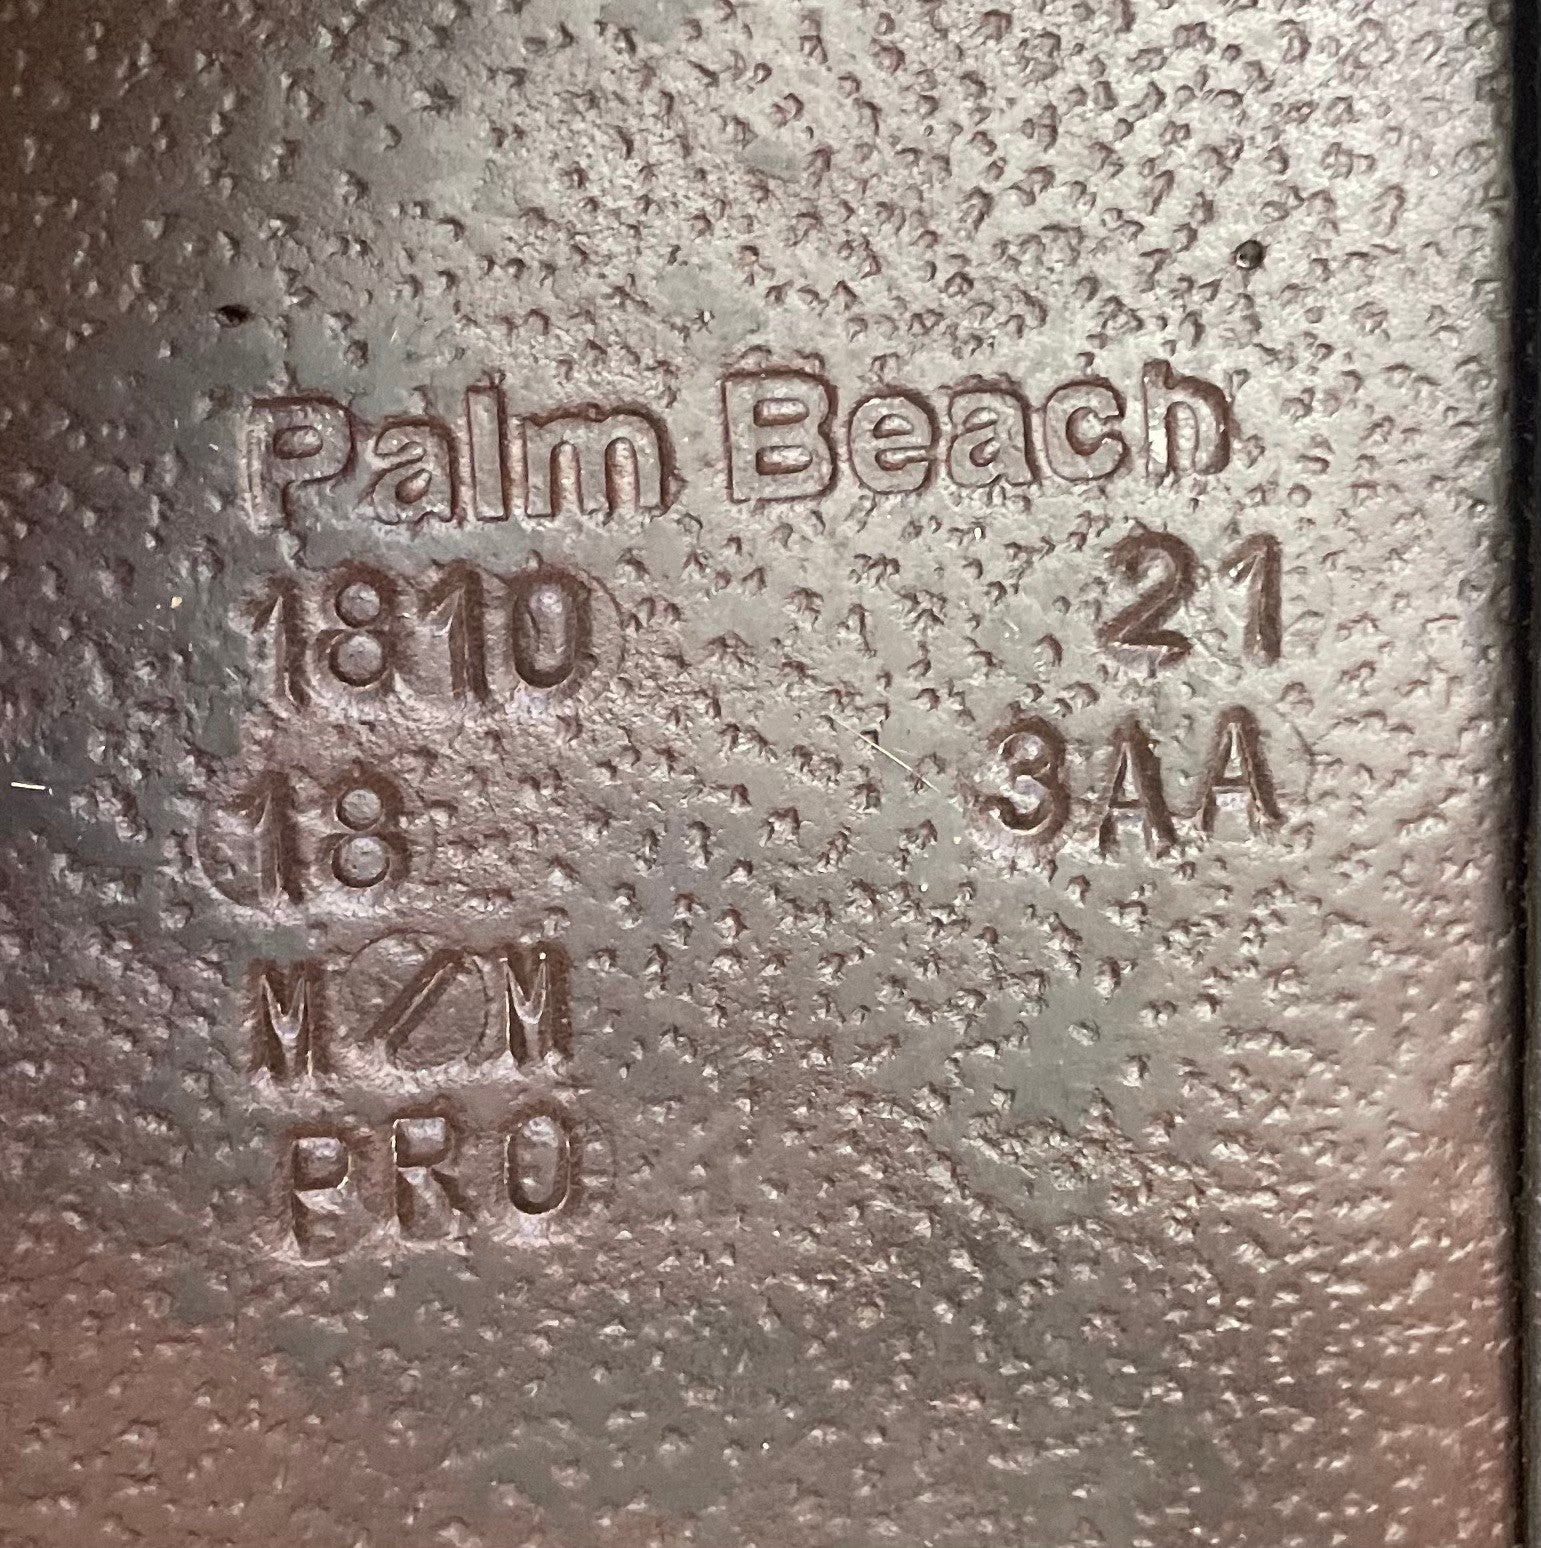 Palm Beach
1810 21
18 3AA
M/M
PRO